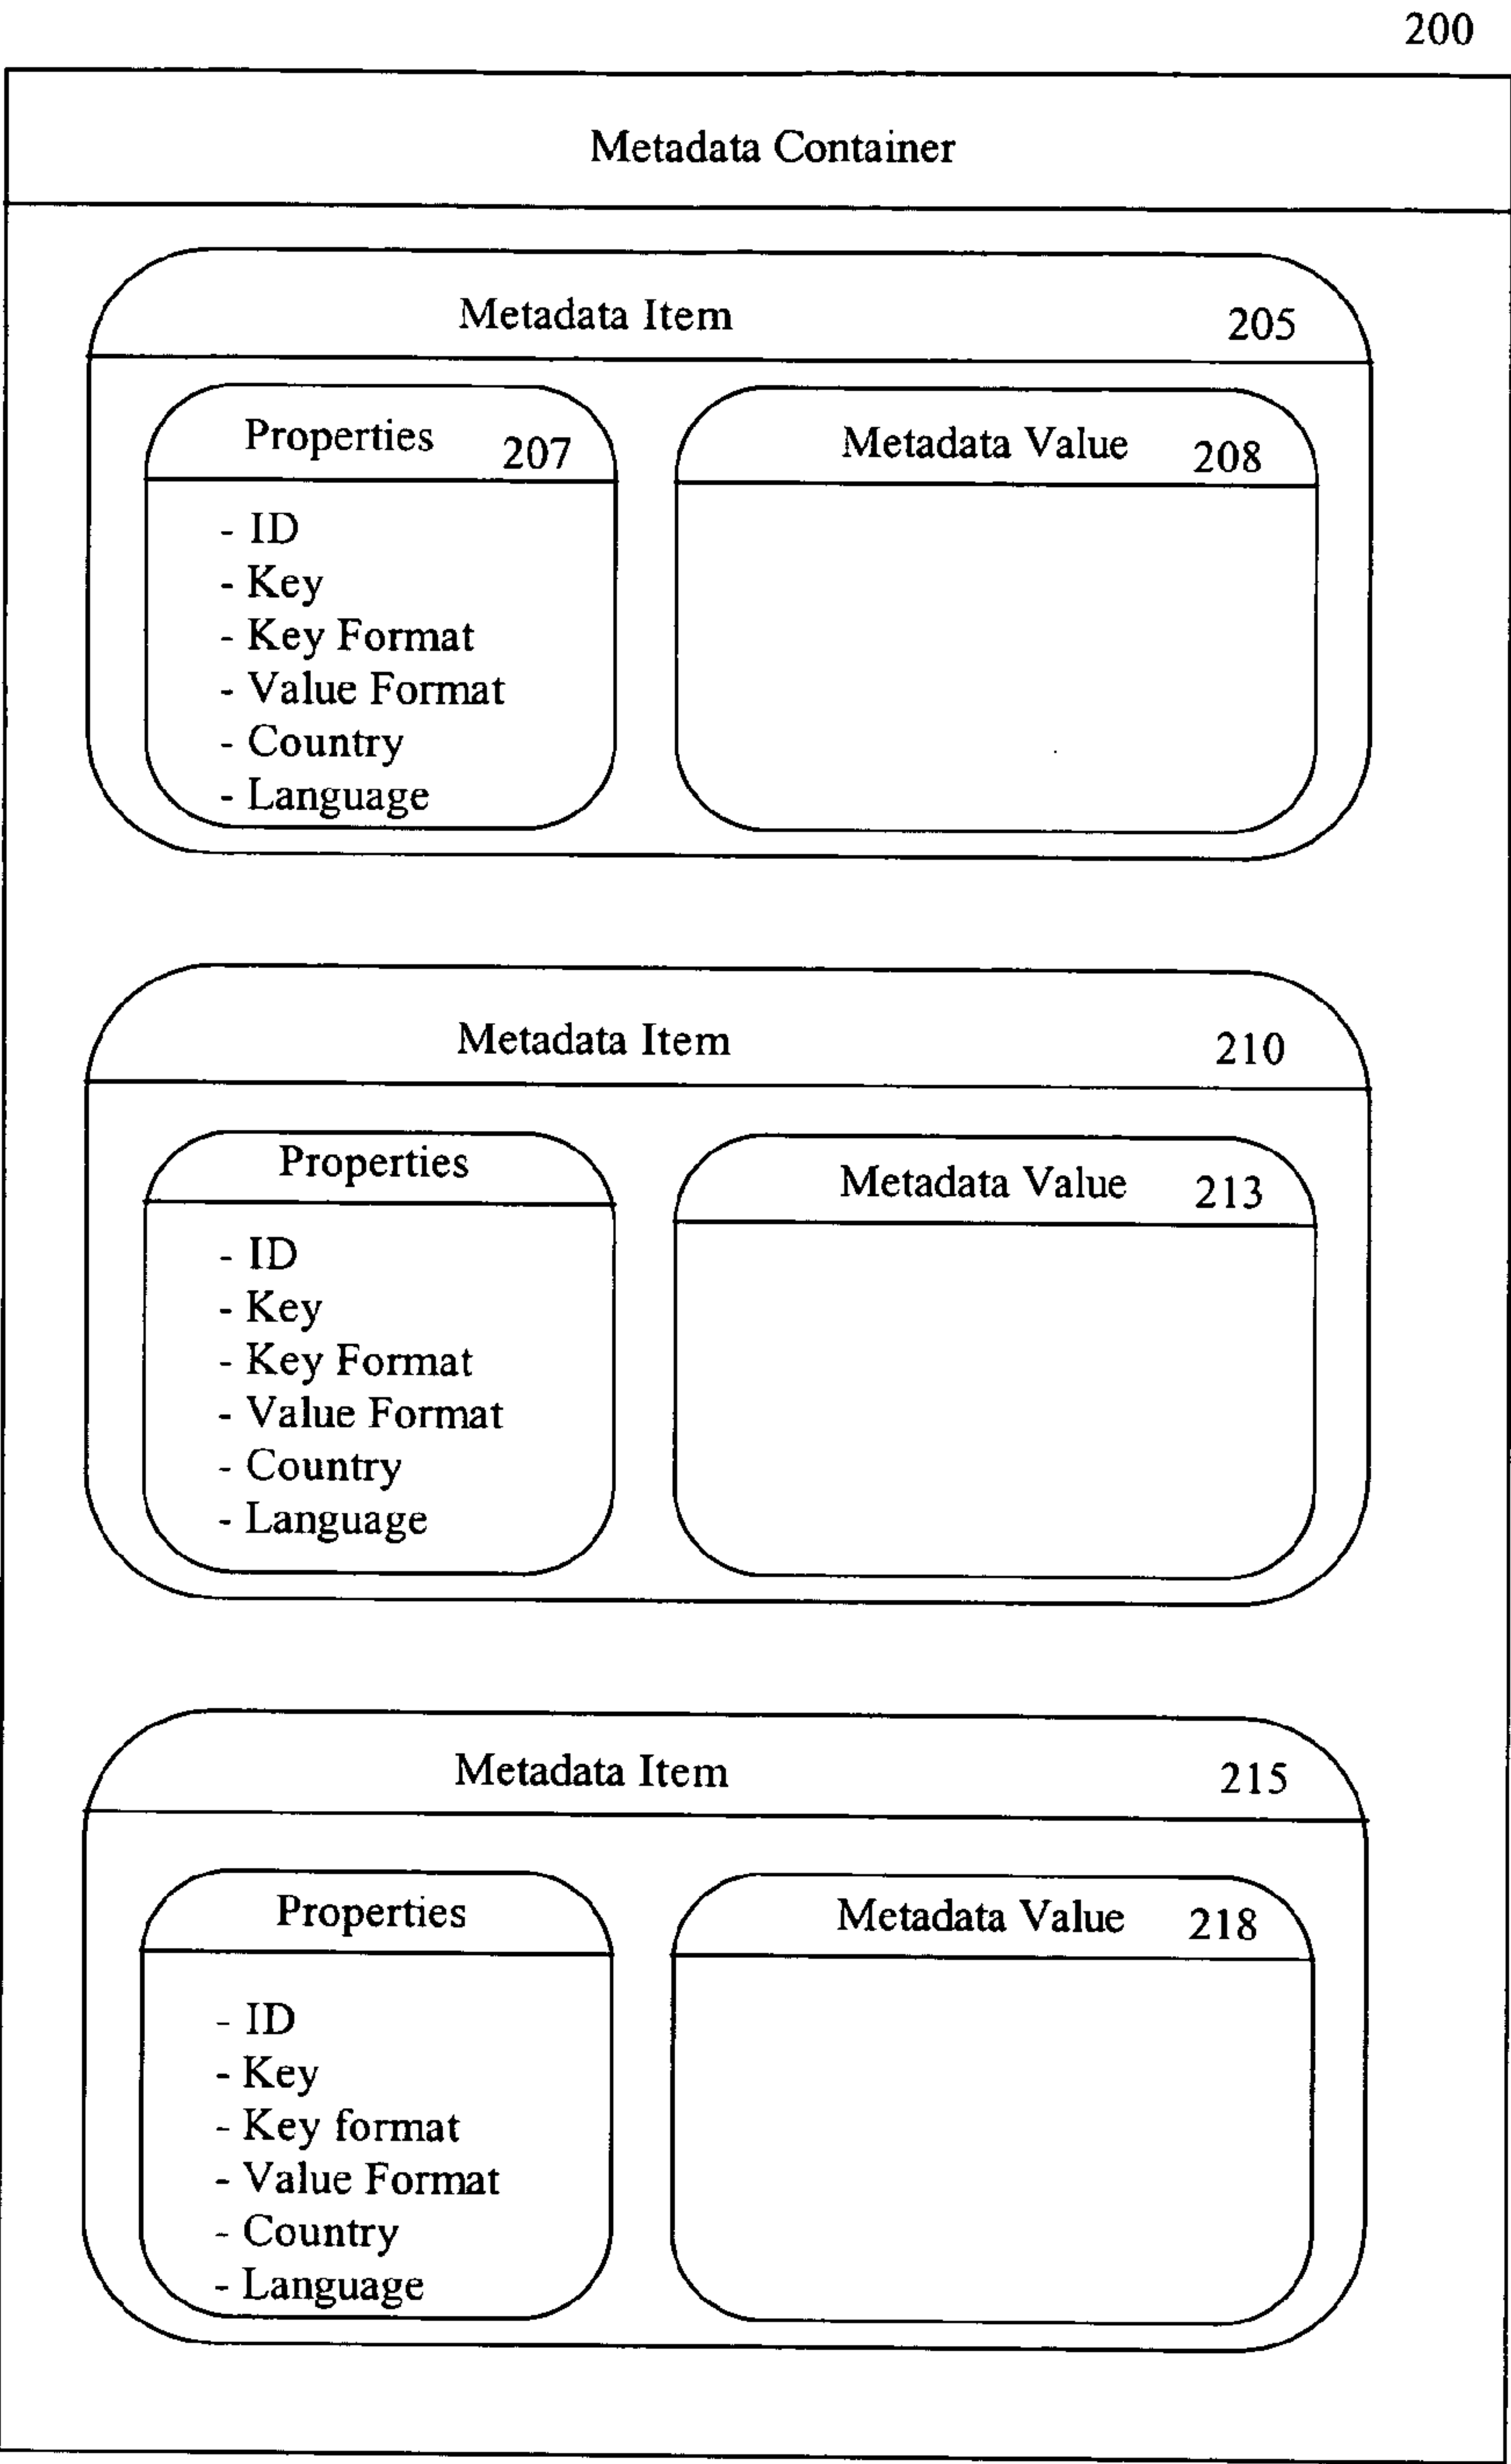 200
Metadata Container
Metadata Item 205
Properties 207
Metadata Value 208
- ID
- Key
- Key Format
- Value Format
- Country
- Language
Metadata Item 210
Properties
Metadata Value 213
- ID
- Key
- Key Format
- Value Format
- Country
- Language
Metadata Item 215
Properties
Metadata Value 218
- ID
- Key
- Key format
- Value Format
- Country
- Language